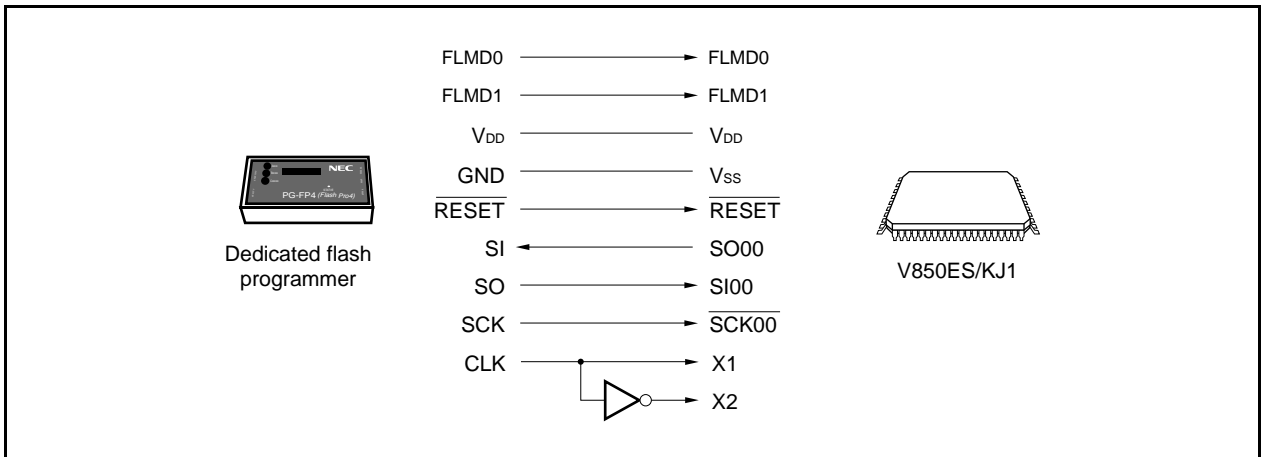 FLMD0 FLMD0
FLMD1 FLMD1
VDD VDD
GND VSS
RESET RESET
SI SO00
SO SI00
SCK SCK00
CLK X1
X2
NEC
PG-FP4 (Flash Pro4)
Dedicated flash
programmer
V850ES/KJ1